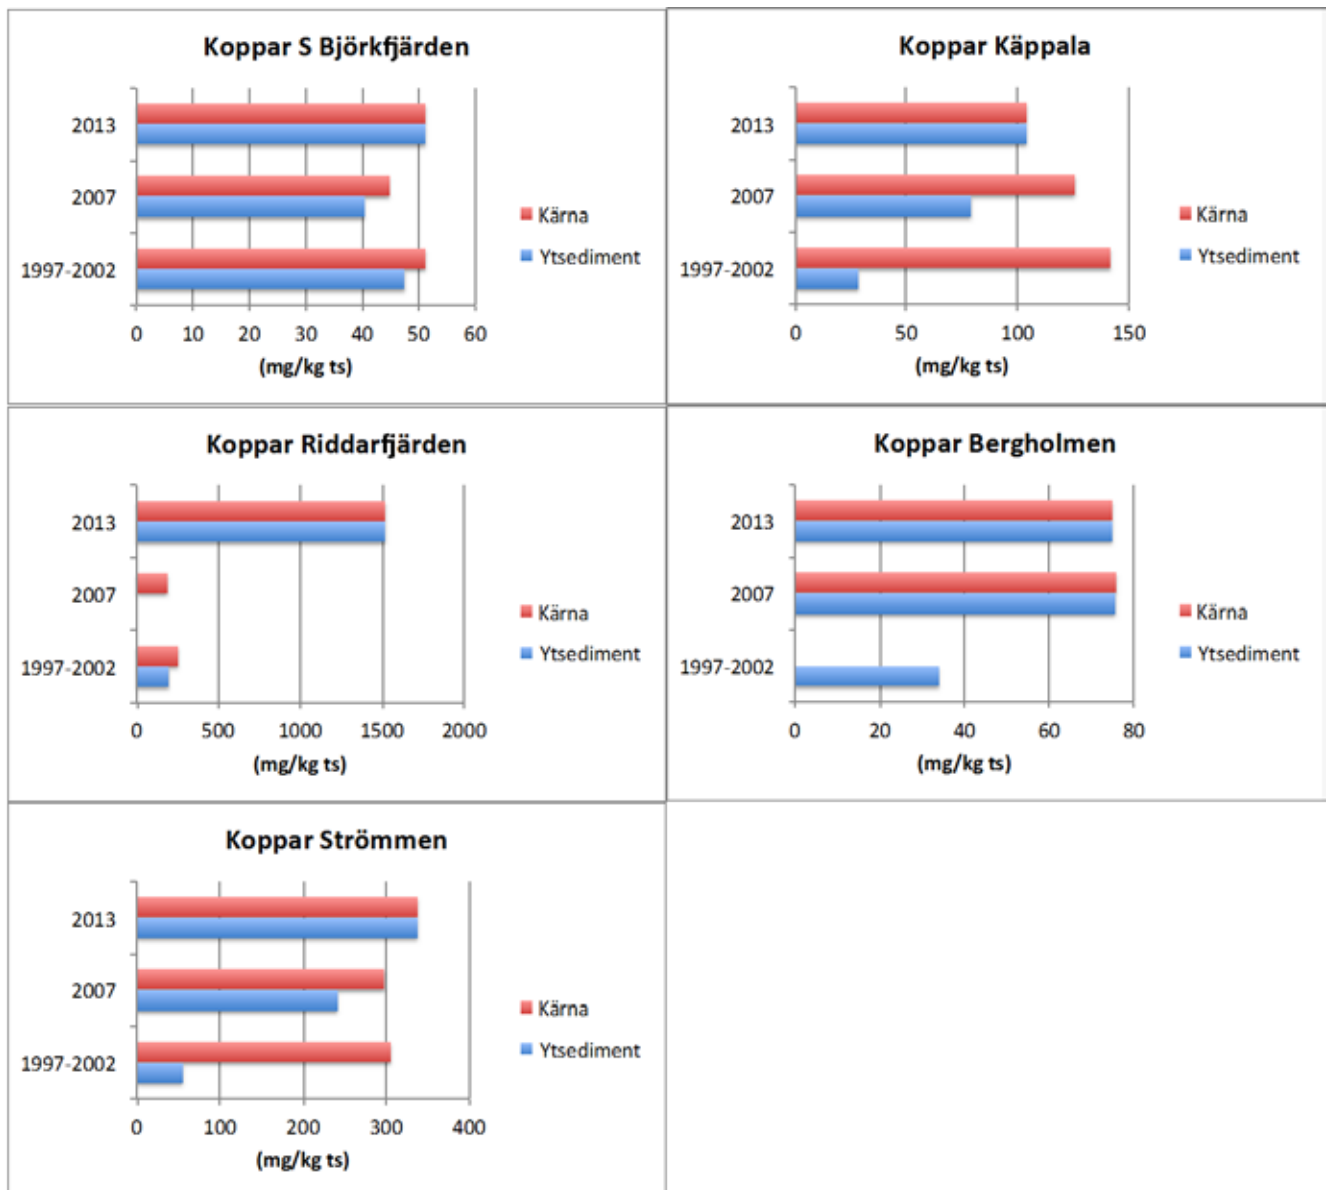 Koppar S Björkfjärden
2013
2007
1997-2002
Kärna
Ytsediment
0 10 20 30 40 50 60
(mg/kg ts)
Koppar Käppala
2013
2007
1997-2002
Kärna
Ytsediment
0 50 100 150
(mg/kg ts)
Koppar Riddarfjärden
2013
2007
1997-2002
Kärna
Ytsediment
0 500 1000 1500 2000
(mg/kg ts)
Koppar Bergholmen
2013
2007
1997-2002
Kärna
Ytsediment
0 20 40 60 80
(mg/kg ts)
Koppar Strömmen
2013
2007
1997-2002
Kärna
Ytsediment
0 100 200 300 400
(mg/kg ts)